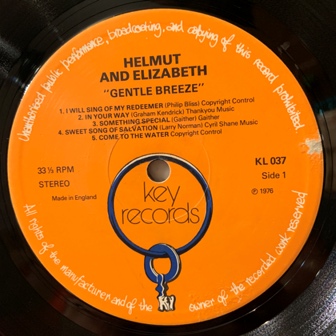 Unauthorised public performance, broadcasting, and copying of this record prohibited.
HELMUT
AND ELIZABETH
"GENTLE BREEZE"
1. I WILL SING OF MY REDEEMER (Philip Bliss) Copyright Control
2. IN YOUR WAY (Graham Kendrick) Thankyou Music
3. SOMETHING SPECIAL (Gaither) Gaither
4. SWEET SONG OF SALVATION (Larry Norman) Cyril Shane Music
5. COME TO THE WATER Copyright Control
33⅓ RPM
STEREO
Made in England
KL 037
Side 1
℗ 1976
key
records
KY
All rights of the manufacturer and of the owner of the recorded work reserved